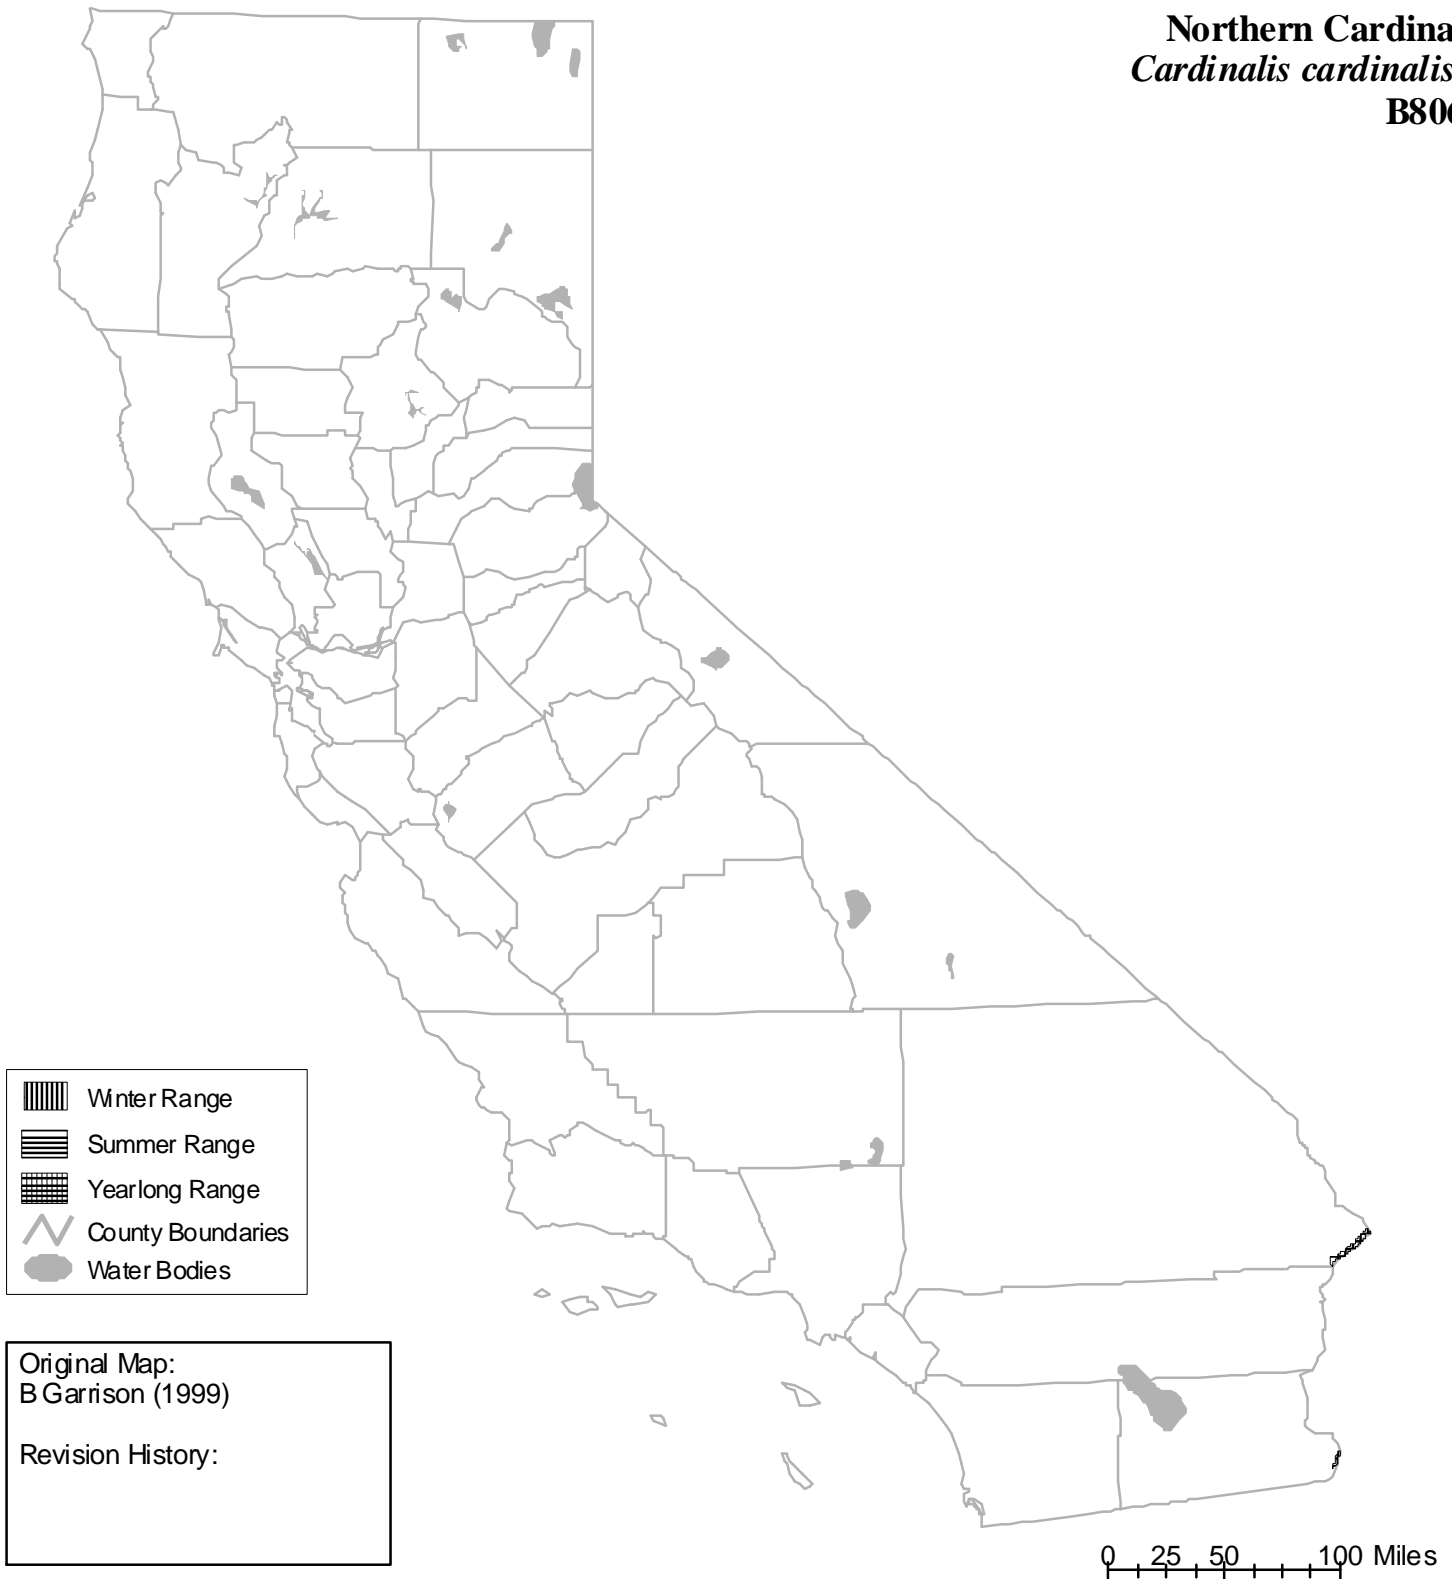 Northern Cardina
Cardinalis cardinalis
B80
Winter Range
Summer Range
Yearlong Range
County Boundaries
Water Bodies
Original Map:
B Garrison (1999)
Revision History:
0 25 50 100 Miles